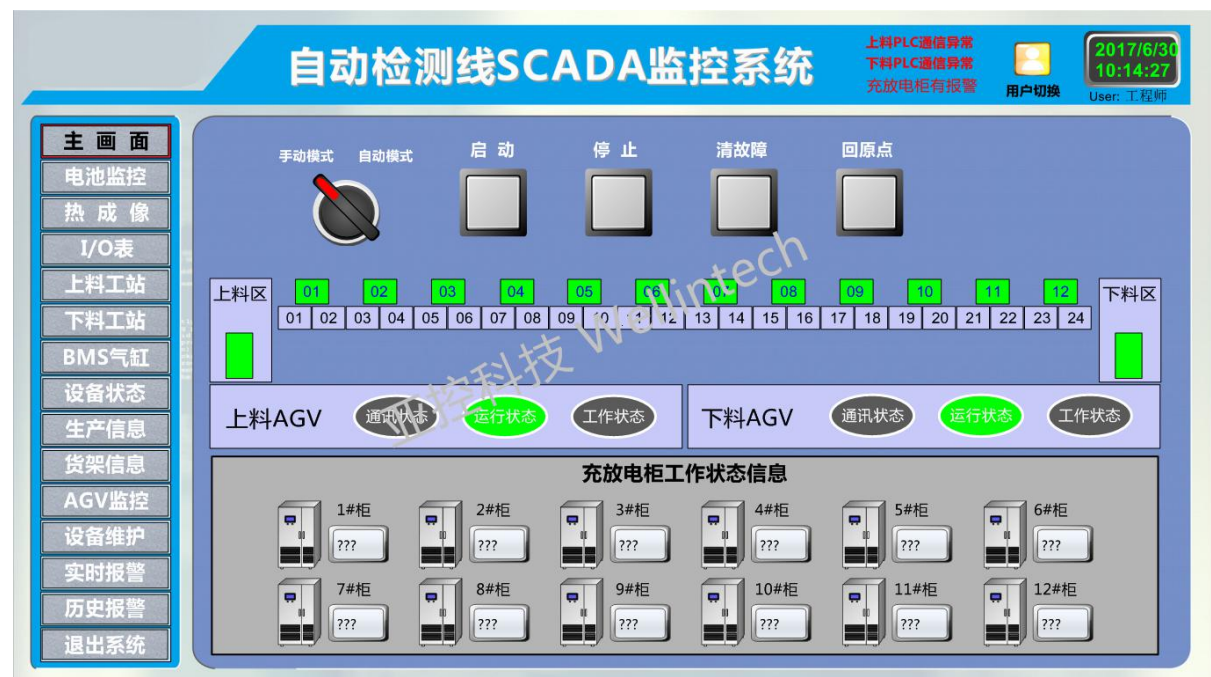 自动检测线SCADA监控系统
上料PLC通信异常
下料PLC通信异常
充放电柜有报警
用户切换
2017/6/30
10:14:27
User: 工程师
主 画 面
电池监控
热 成 像
I/O表
上料工站
下料工站
BMS气缸
设备状态
生产信息
货架信息
AGV监控
设备维护
实时报警
历史报警
退出系统
手动模式 自动模式 启 动 停 止 清故障 回原点
上料区 01 02 03 04 05 06 07 08 09 10 11 12 下料区
01 02 03 04 05 06 07 08 09 10 11 12 13 14 15 16 17 18 19 20 21 22 23 24
上料AGV 通讯状态 运行状态 工作状态 下料AGV 通讯状态 运行状态 工作状态
亚控科技 Wellintech
充放电柜工作状态信息
1#柜 2#柜 3#柜 4#柜 5#柜 6#柜
??? ??? ??? ??? ??? ???
7#柜 8#柜 9#柜 10#柜 11#柜 12#柜
??? ??? ??? ??? ??? ???